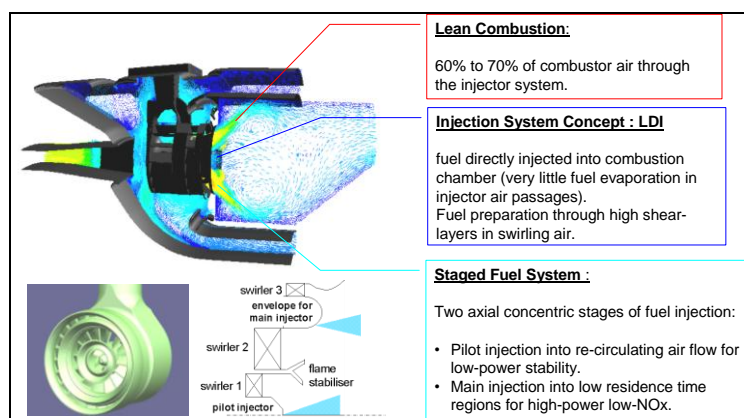 Lean Combustion:
60% to 70% of combustor air through
the injector system.
Injection System Concept : LDI
fuel directly injected into combustion
chamber (very little fuel evaporation in
injector air passages).
Fuel preparation through high shear-
layers in swirling air.
Staged Fuel System :
Two axial concentric stages of fuel injection:
• Pilot injection into re-circulating air flow for
low-power stability.
• Main injection into low residence time
regions for high-power low-NOx.
swirler 3
envelope for
main injector
swirler 2
flame
stabiliser
swirler 1
pilot injector